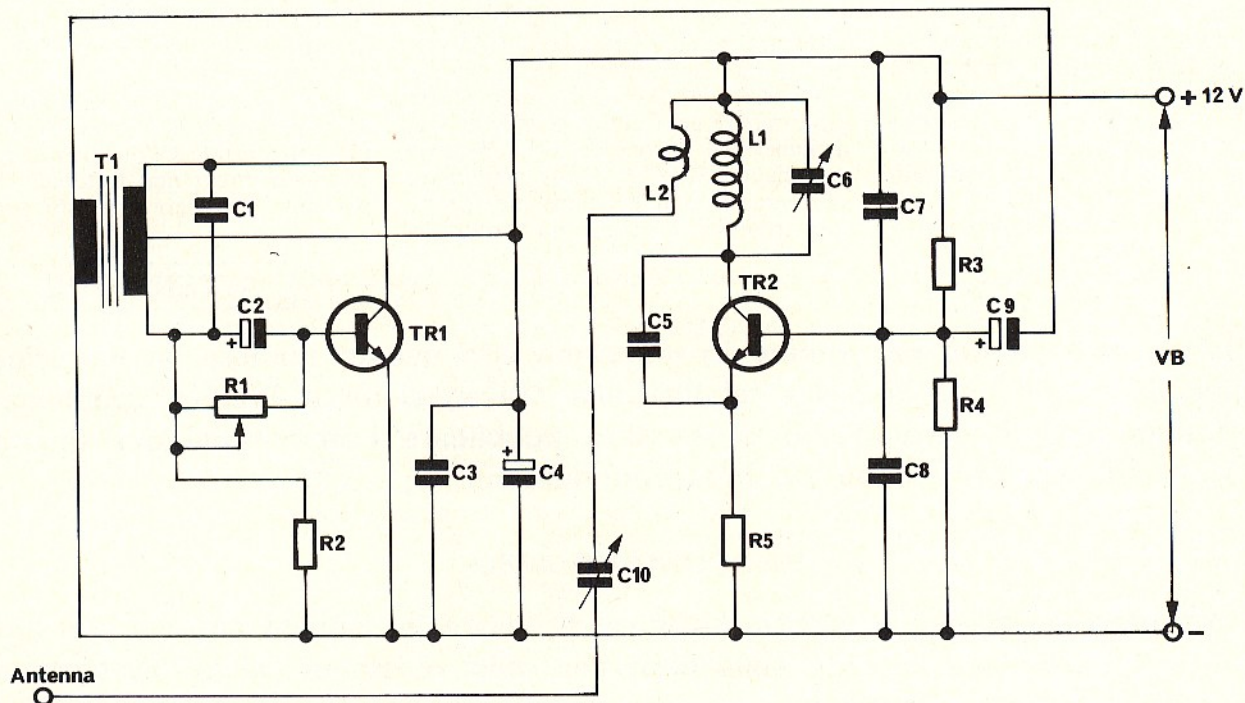 + 12 V
T1
L1
C1
L2
C6
C7
R3
C2
TR1
TR2
C5
C9
VB
R1
R4
C3
C4
C8
R2
R5
C10
Antenna
+
+
+
-